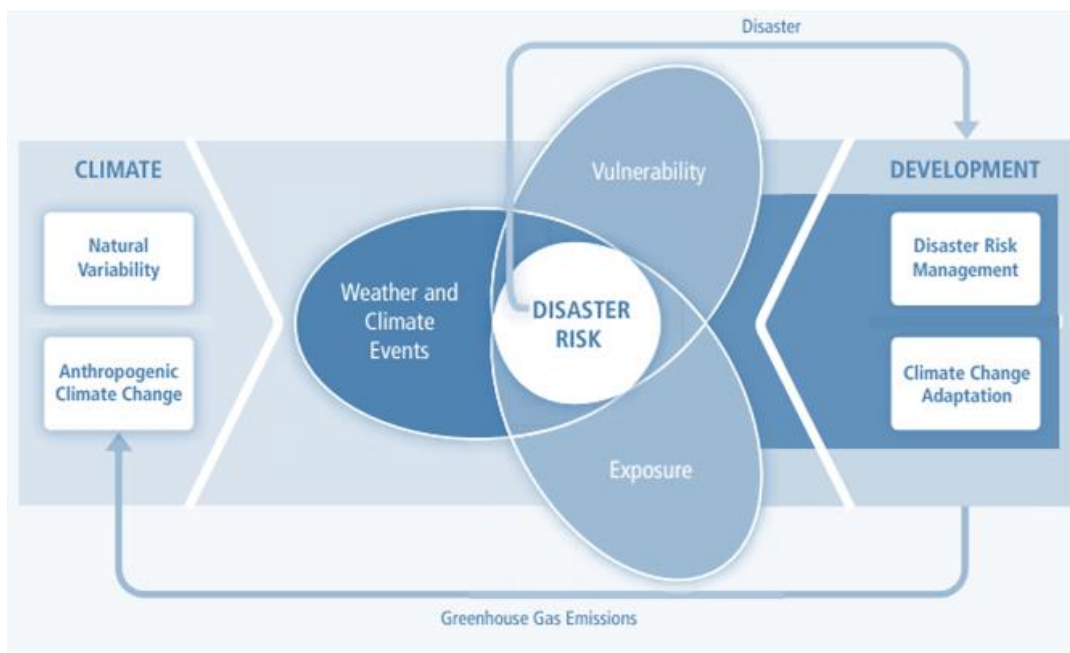 Disaster
CLIMATE
Natural
Variability
Anthropogenic
Climate Change
Vulnerability
Weather and
Climate
Events
DISASTER
RISK
Exposure
DEVELOPMENT
Disaster Risk
Management
Climate Change
Adaptation
Greenhouse Gas Emissions